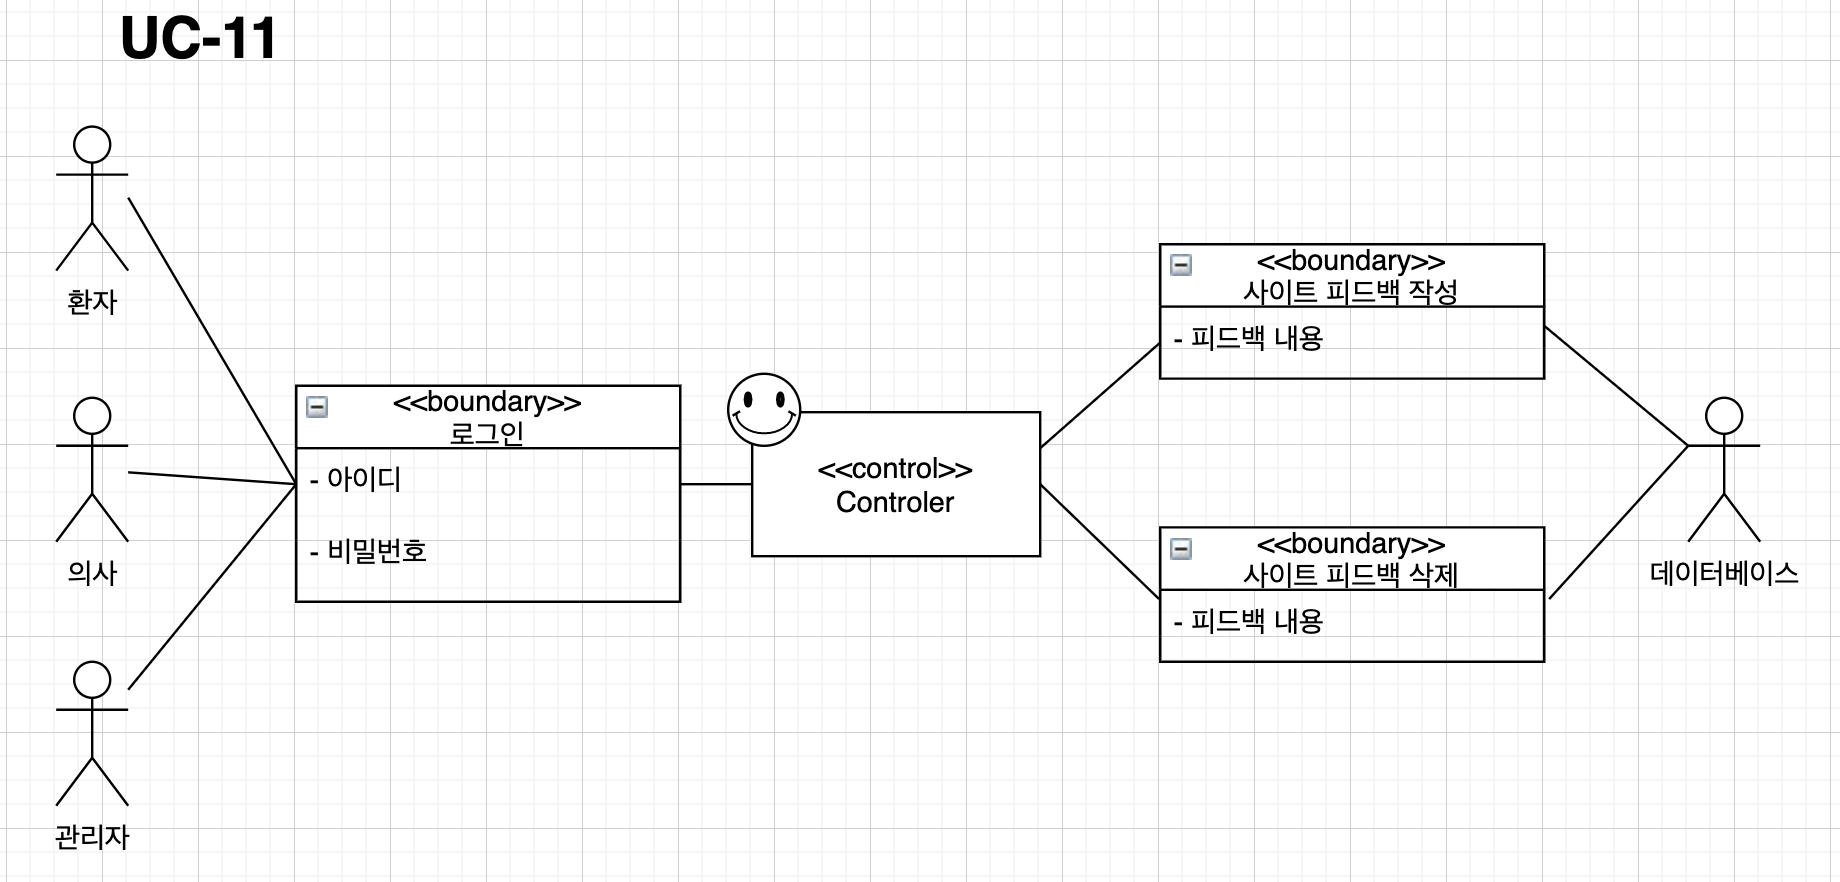 UC-11
환자
의사
관리자
<<boundary>>
로그인
- 아이디
- 비밀번호
<<control>>
Controler
<<boundary>>
사이트 피드백 작성
- 피드백 내용
<<boundary>>
사이트 피드백 삭제
- 피드백 내용
데이터베이스